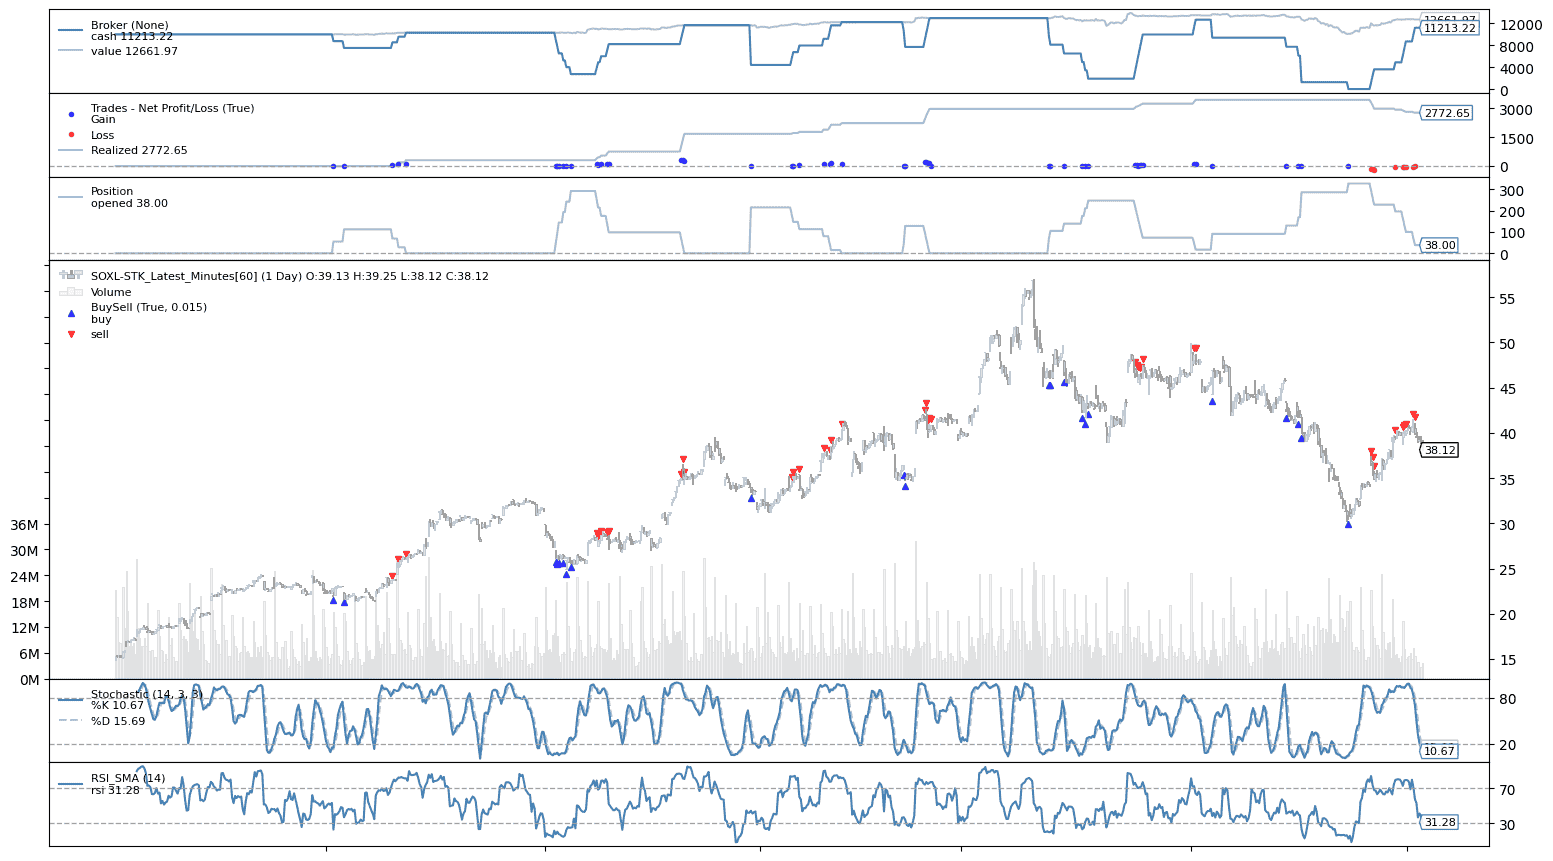 Broker (None)
cash 11213.22
value 12661.97
12661.97
11213.22
12000
8000
4000
0
Trades - Net Profit/Loss (True)
Gain
Loss
Realized 2772.65
3000
2772.65
1500
0
Position
opened 38.00
300
200
100
38.00
0
SOXL-STK_Latest_Minutes[60] (1 Day) O:39.13 H:39.25 L:38.12 C:38.12
Volume
BuySell (True, 0.015)
buy
sell
55
50
45
40
38.12
35
30
25
20
15
36M
30M
24M
18M
12M
6M
0M
Stochastic (14, 3, 3)
%K 10.67
%D 15.69
80
20
10.67
RSI_SMA (14)
rsi 31.28
70
30
31.28